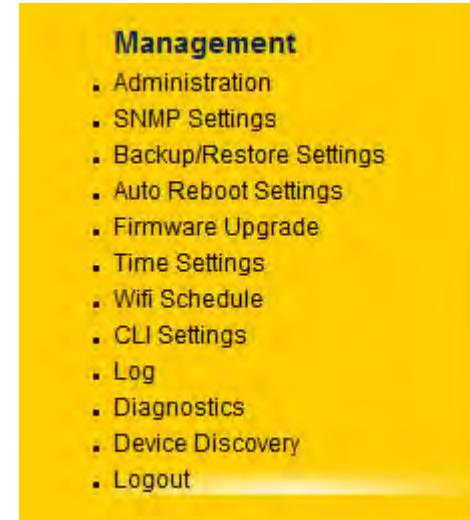 Management
Administration
SNMP Settings
Backup/Restore Settings
Auto Reboot Settings
Firmware Upgrade
Time Settings
Wifi Schedule
CLI Settings
Log
Diagnostics
Device Discovery
Logout